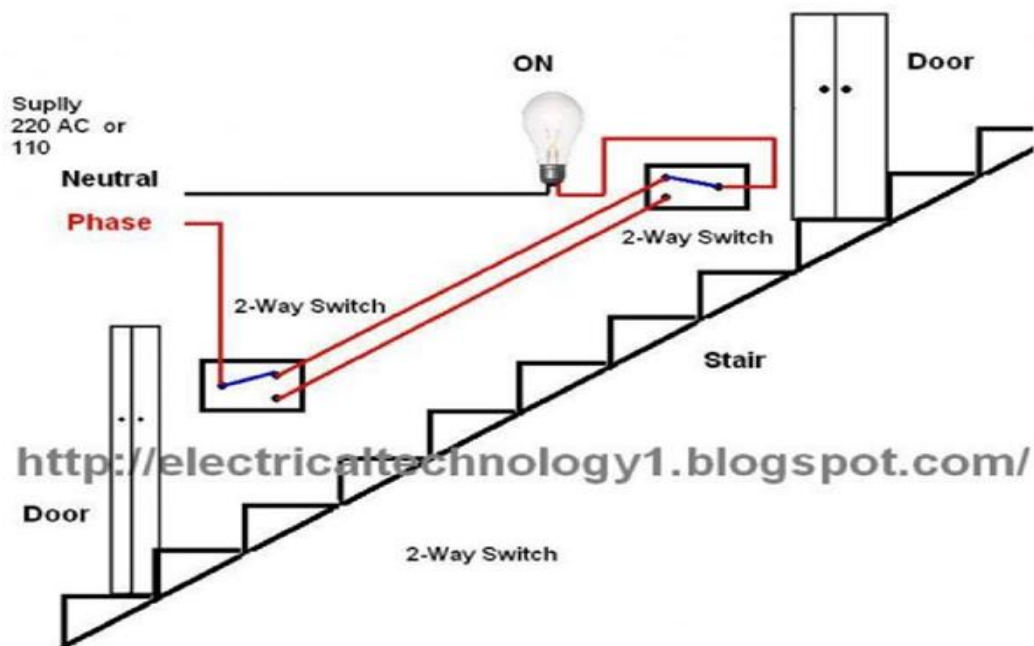 ON
Door
Suplly
220 AC or
110
Neutral
Phase
2-Way Switch
2-Way Switch
Stair
http://electricaltechnology1.blogspot.com/
Door
2-Way Switch